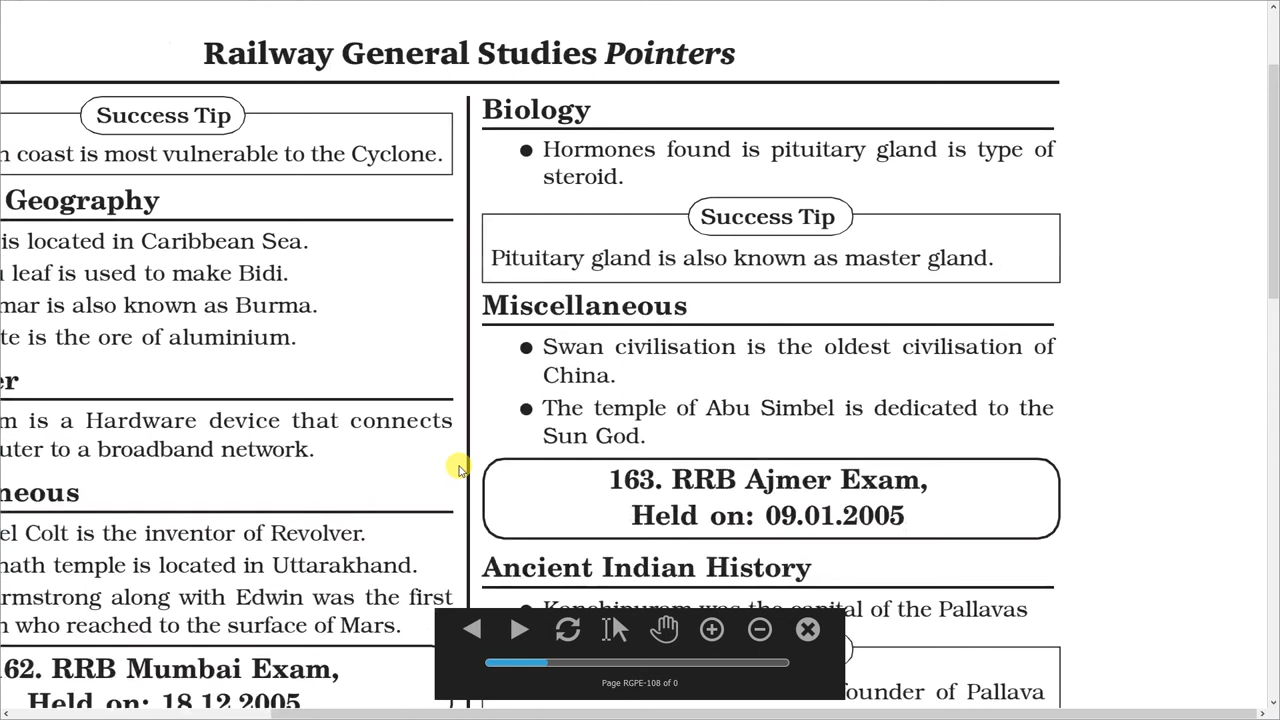 Railway General Studies Pointers
Success Tip
n coast is most vulnerable to the Cyclone.
Geography
is located in Caribbean Sea.
leaf is used to make Bidi.
mar is also known as Burma.
te is the ore of aluminium.
er
m is a Hardware device that connects
uter to a broadband network.
neous
el Colt is the inventor of Revolver.
nath temple is located in Uttarakhand.
rmstrong along with Edwin was the first
n who reached to the surface of Mars.
62. RRB Mumbai Exam,
Held on: 18.12.2005
Biology
● Hormones found is pituitary gland is type of
steroid.
Success Tip
Pituitary gland is also known as master gland.
Miscellaneous
● Swan civilisation is the oldest civilisation of
China.
● The temple of Abu Simbel is dedicated to the
Sun God.
163. RRB Ajmer Exam,
Held on: 09.01.2005
Ancient Indian History
● Kanchipuram was the capital of the Pallavas
founder of Pallava
Page RGPE-108 of 0